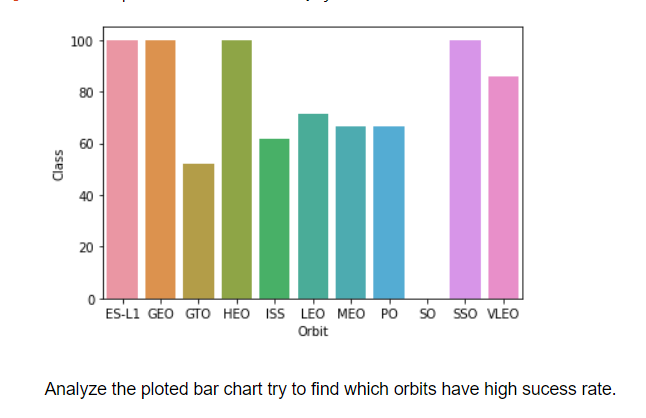 100
80
60
40
20
0
Class
ES-L1 GEO GTO HEO ISS LEO MEO PO SO SSO VLEO
Orbit
Analyze the ploted bar chart try to find which orbits have high sucess rate.